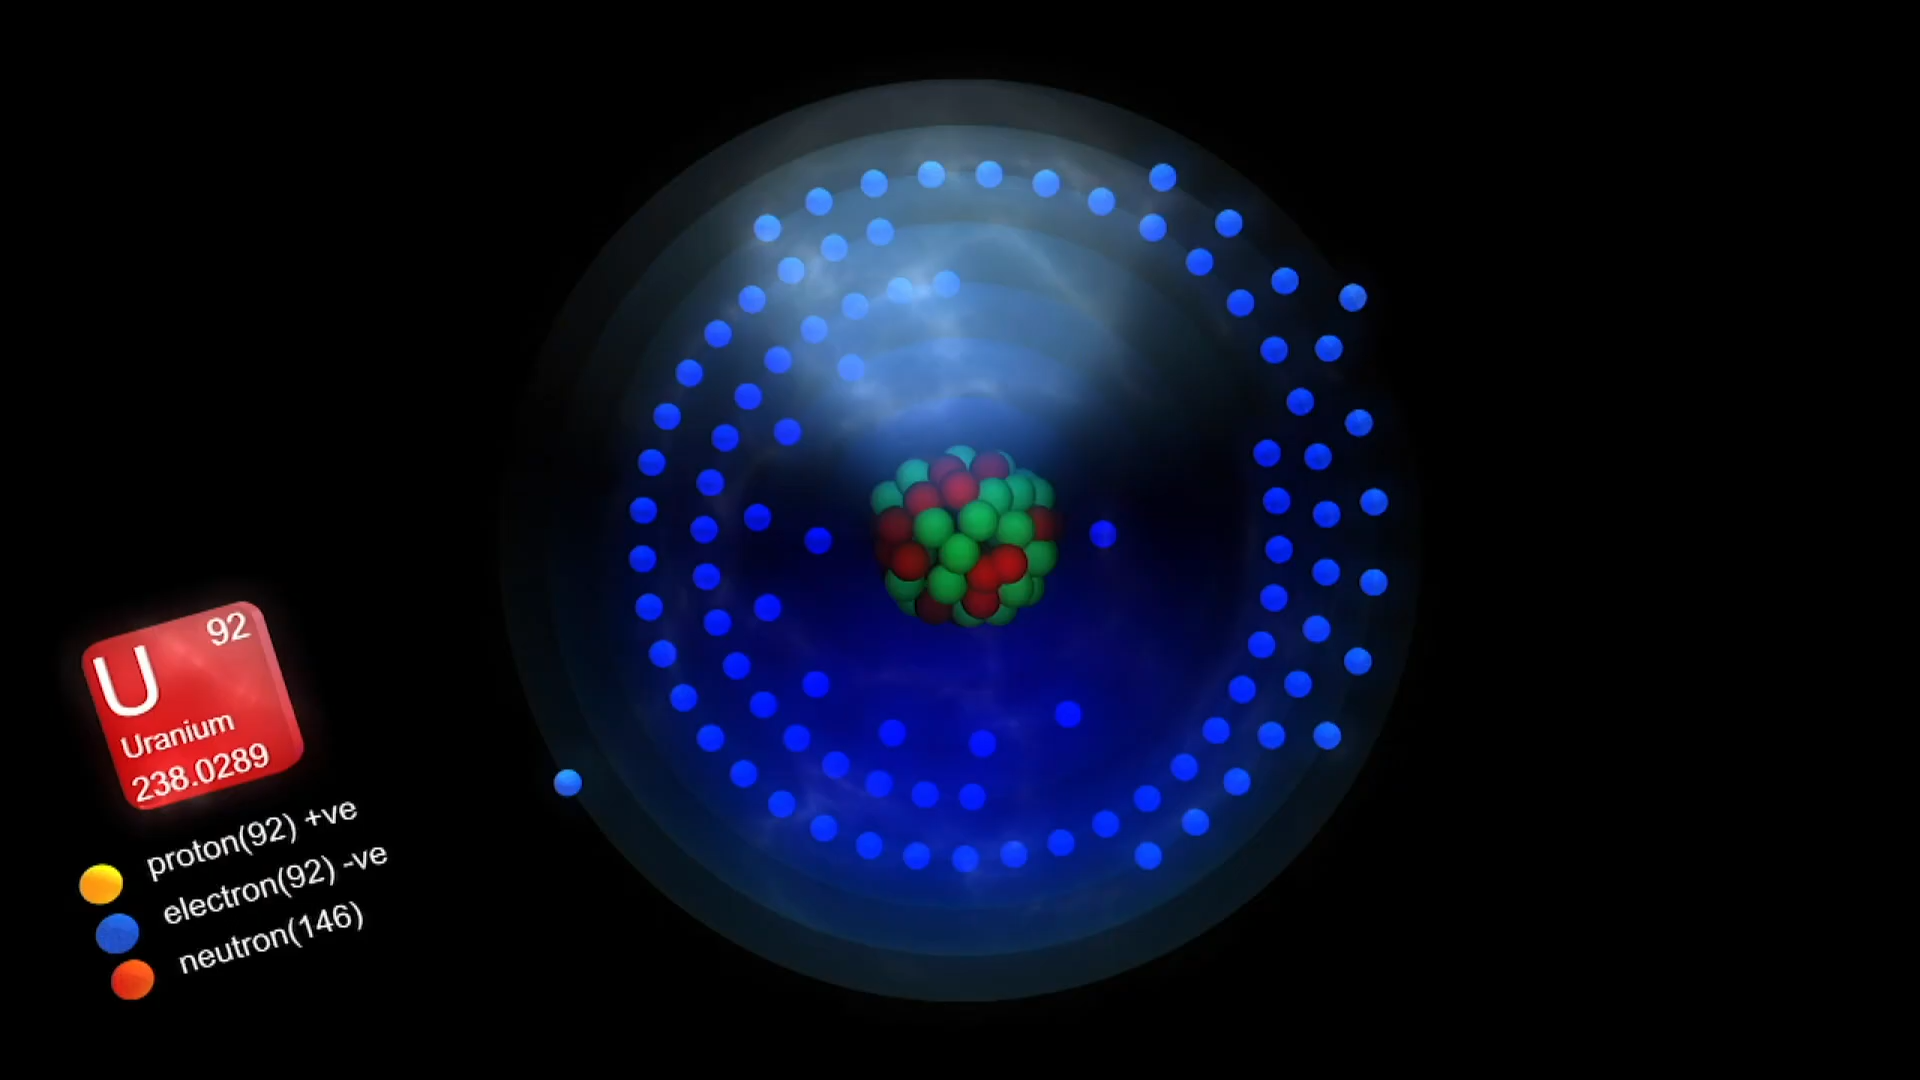 92
U
Uranium
238.0289
proton(92) +ve
electron(92) -ve
neutron(146)